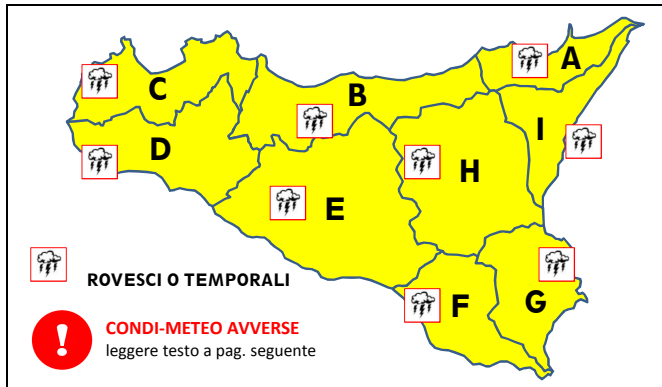 A
C
B
I
D
H
E
F
G
ROVESCI O TEMPORALI
!
CONDI-METEO AVVERSE
leggere testo a pag. seguente